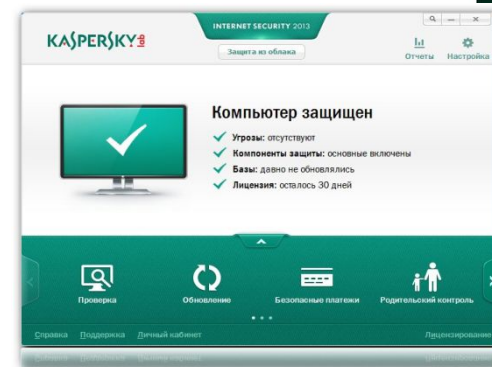 KASPERSKY lab
INTERNET SECURITY 2013
Защита из облака
Отчеты
Настройка
Компьютер защищен
Угрозы: отсутствуют
Компоненты защиты: основные включены
Базы: давно не обновлялись
Лицензия: осталось 30 дней
Проверка
Обновление
Безопасные платежи
Родительский контроль
Справка
Поддержка
Личный кабинет
Лицензирование